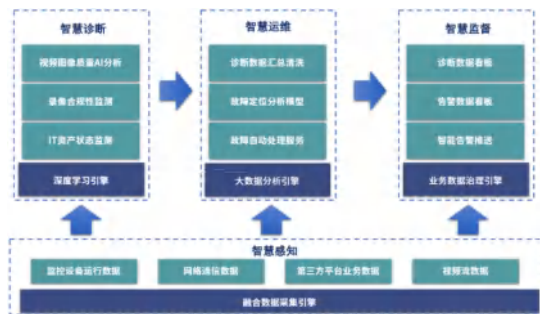 智慧诊断
视频图像质量AI分析
录像合规性监测
IT资产状态监测
深度学习引擎
智慧运维
诊断数据汇总清洗
故障定位分析模型
故障自动处理服务
大数据分析引擎
智慧监督
诊断数据看板
告警数据看板
智能告警推送
业务数据治理引擎
智慧感知
监控设备运行数据
网络通信数据
第三方平台业务数据
视频流数据
融合数据采集引擎